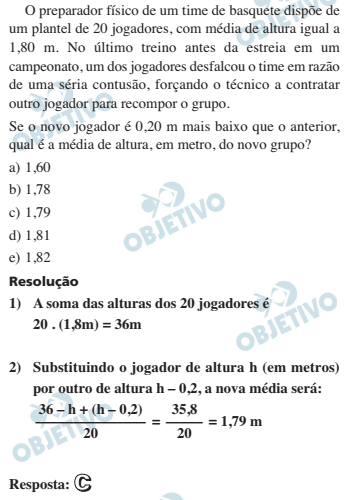 O preparador físico de um time de basquete dispõe de
um plantel de 20 jogadores, com média de altura igual a
1,80 m. No último treino antes da estreia em um
campeonato, um dos jogadores desfalcou o time em razão
de uma séria contusão, forçando o técnico a contratar
outro jogador para recompor o grupo.
Se o novo jogador é 0,20 m mais baixo que o anterior,
qual é a média de altura, em metro, do novo grupo?
a) 1,60
b) 1,78
c) 1,79
d) 1,81
e) 1,82
OBJETIVO
OBJETIVO
Resolução
1) A soma das alturas dos 20 jogadores é
20 . (1,8m) = 36m
OBJETIVO
2) Substituindo o jogador de altura h (em metros)
por outro de altura h – 0,2, a nova média será:
36 – h + (h – 0,2) / 20 = 35,8 / 20 = 1,79 m
OBJETIVO
Resposta: C